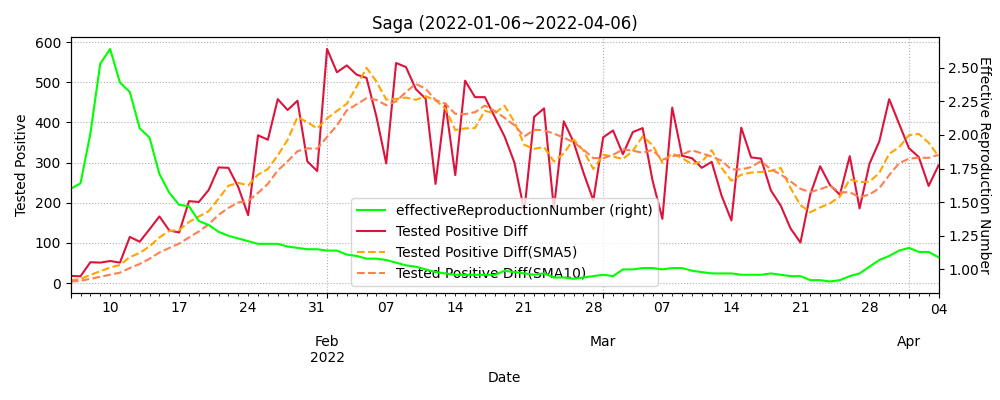 Saga (2022-01-06~2022-04-06)
600
500
400
300
200
100
0
Tested Positive
2.50
2.25
2.00
1.75
1.50
1.25
1.00
Effective Reproduction Number
effectiveReproductionNumber (right)
Tested Positive Diff
Tested Positive Diff(SMA5)
Tested Positive Diff(SMA10)
10 17 24 31 07 14 21 28 07 14 21 28 04
Feb Mar Apr
2022
Date